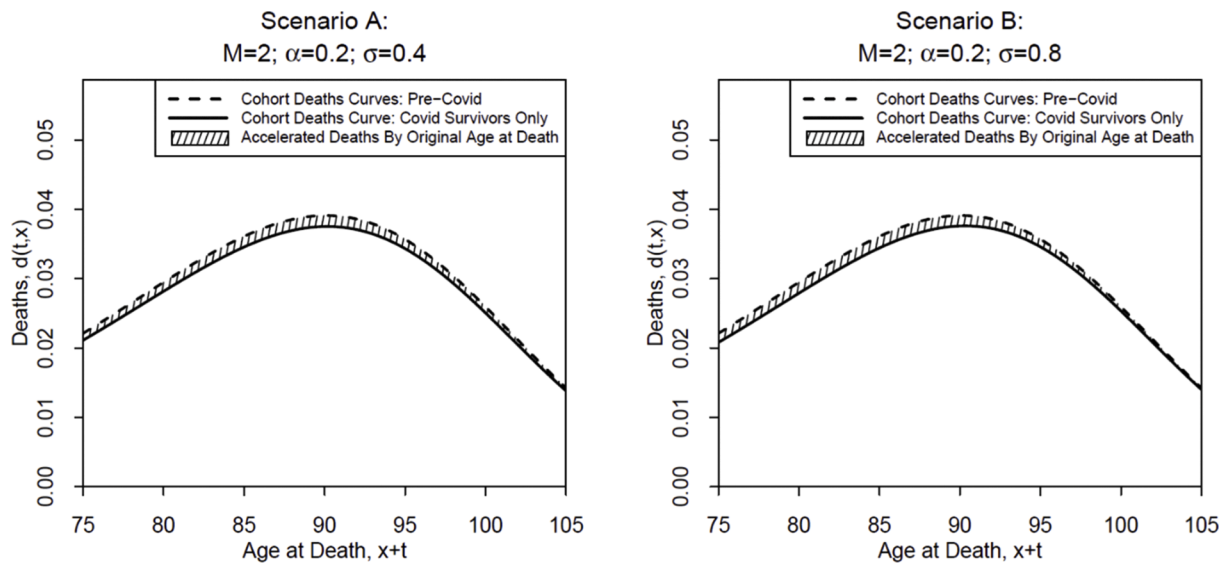 Scenario A:
M=2; α=0.2; σ=0.4
Cohort Deaths Curves: Pre−Covid
Cohort Deaths Curve: Covid Survivors Only
Accelerated Deaths By Original Age at Death
Deaths, d(t,x)
0.05
0.04
0.03
0.02
0.01
0.00
75 80 85 90 95 100 105
Age at Death, x+t
Scenario B:
M=2; α=0.2; σ=0.8
Cohort Deaths Curves: Pre−Covid
Cohort Deaths Curve: Covid Survivors Only
Accelerated Deaths By Original Age at Death
Deaths, d(t,x)
0.05
0.04
0.03
0.02
0.01
0.00
75 80 85 90 95 100 105
Age at Death, x+t